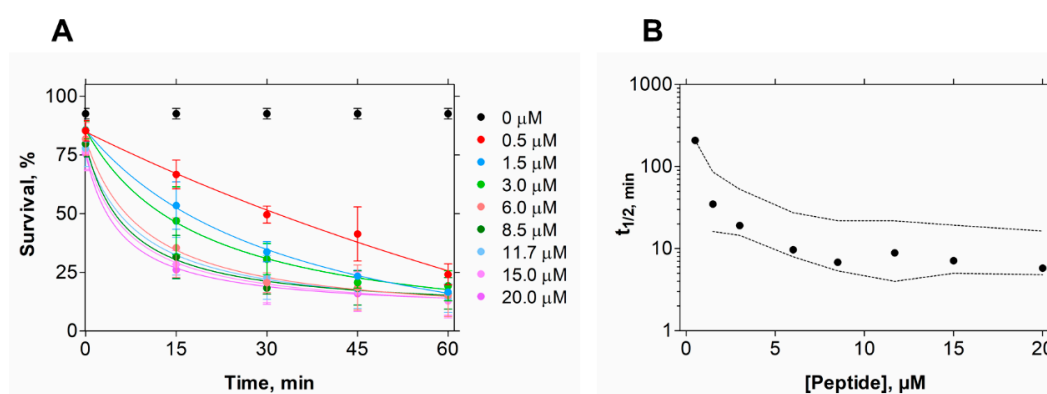 A
Survival, %
100
75
50
25
0
0 15 30 45 60
Time, min
0 µM
0.5 µM
1.5 µM
3.0 µM
6.0 µM
8.5 µM
11.7 µM
15.0 µM
20.0 µM
B
t1/2, min
1000
100
10
1
0 5 10 15 20
[Peptide], µM